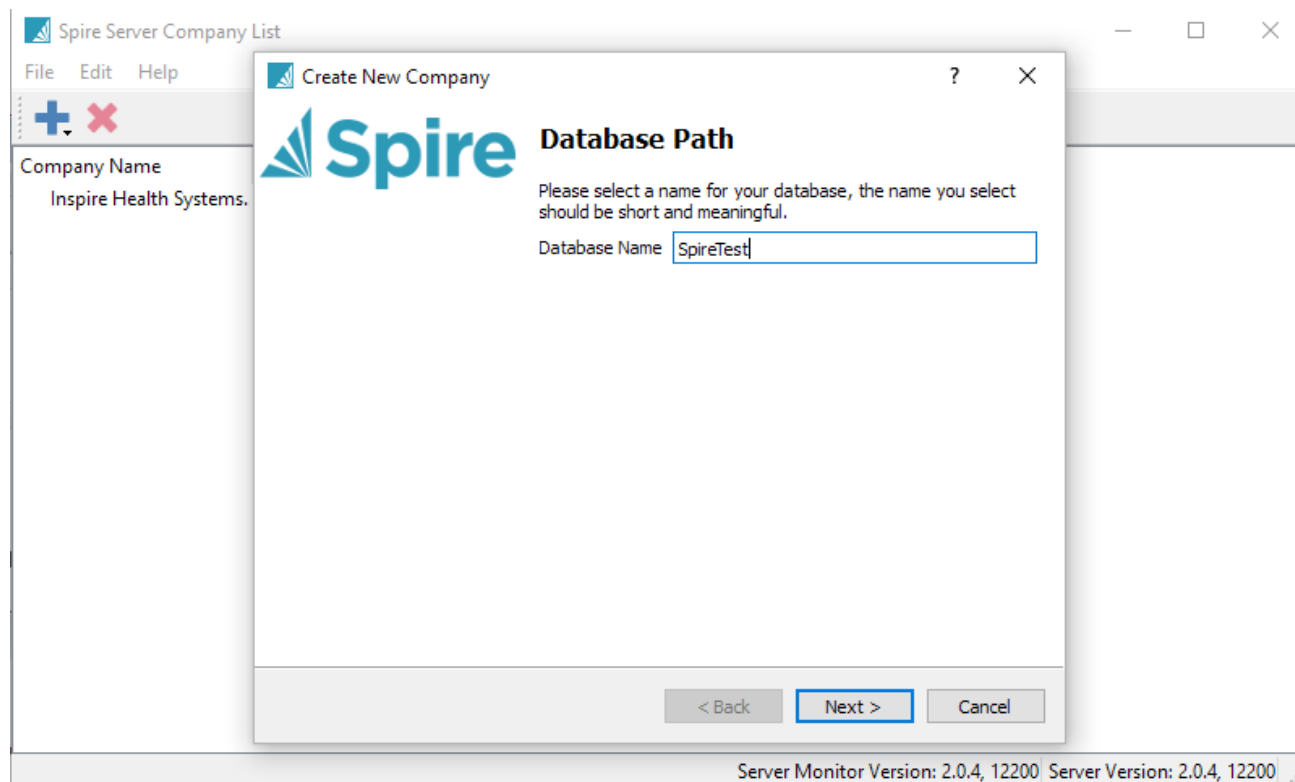 Spire Server Company List
File Edit Help
Create New Company
?
Spire
Database Path
Company Name
Inspire Health Systems.
Please select a name for your database, the name you select
should be short and meaningful.
Database Name SpireTest
< Back Next > Cancel
Server Monitor Version: 2.0.4, 12200 Server Version: 2.0.4, 12200